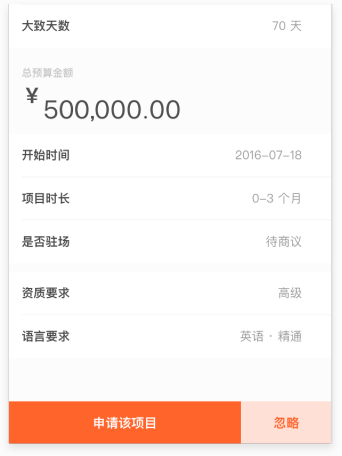 大致天数 70 天
总预算金额
¥ 500,000.00
开始时间 2016-07-18
项目时长 0-3 个月
是否驻场 待商议
资质要求 高级
语言要求 英语 · 精通
申请该项目 忽略